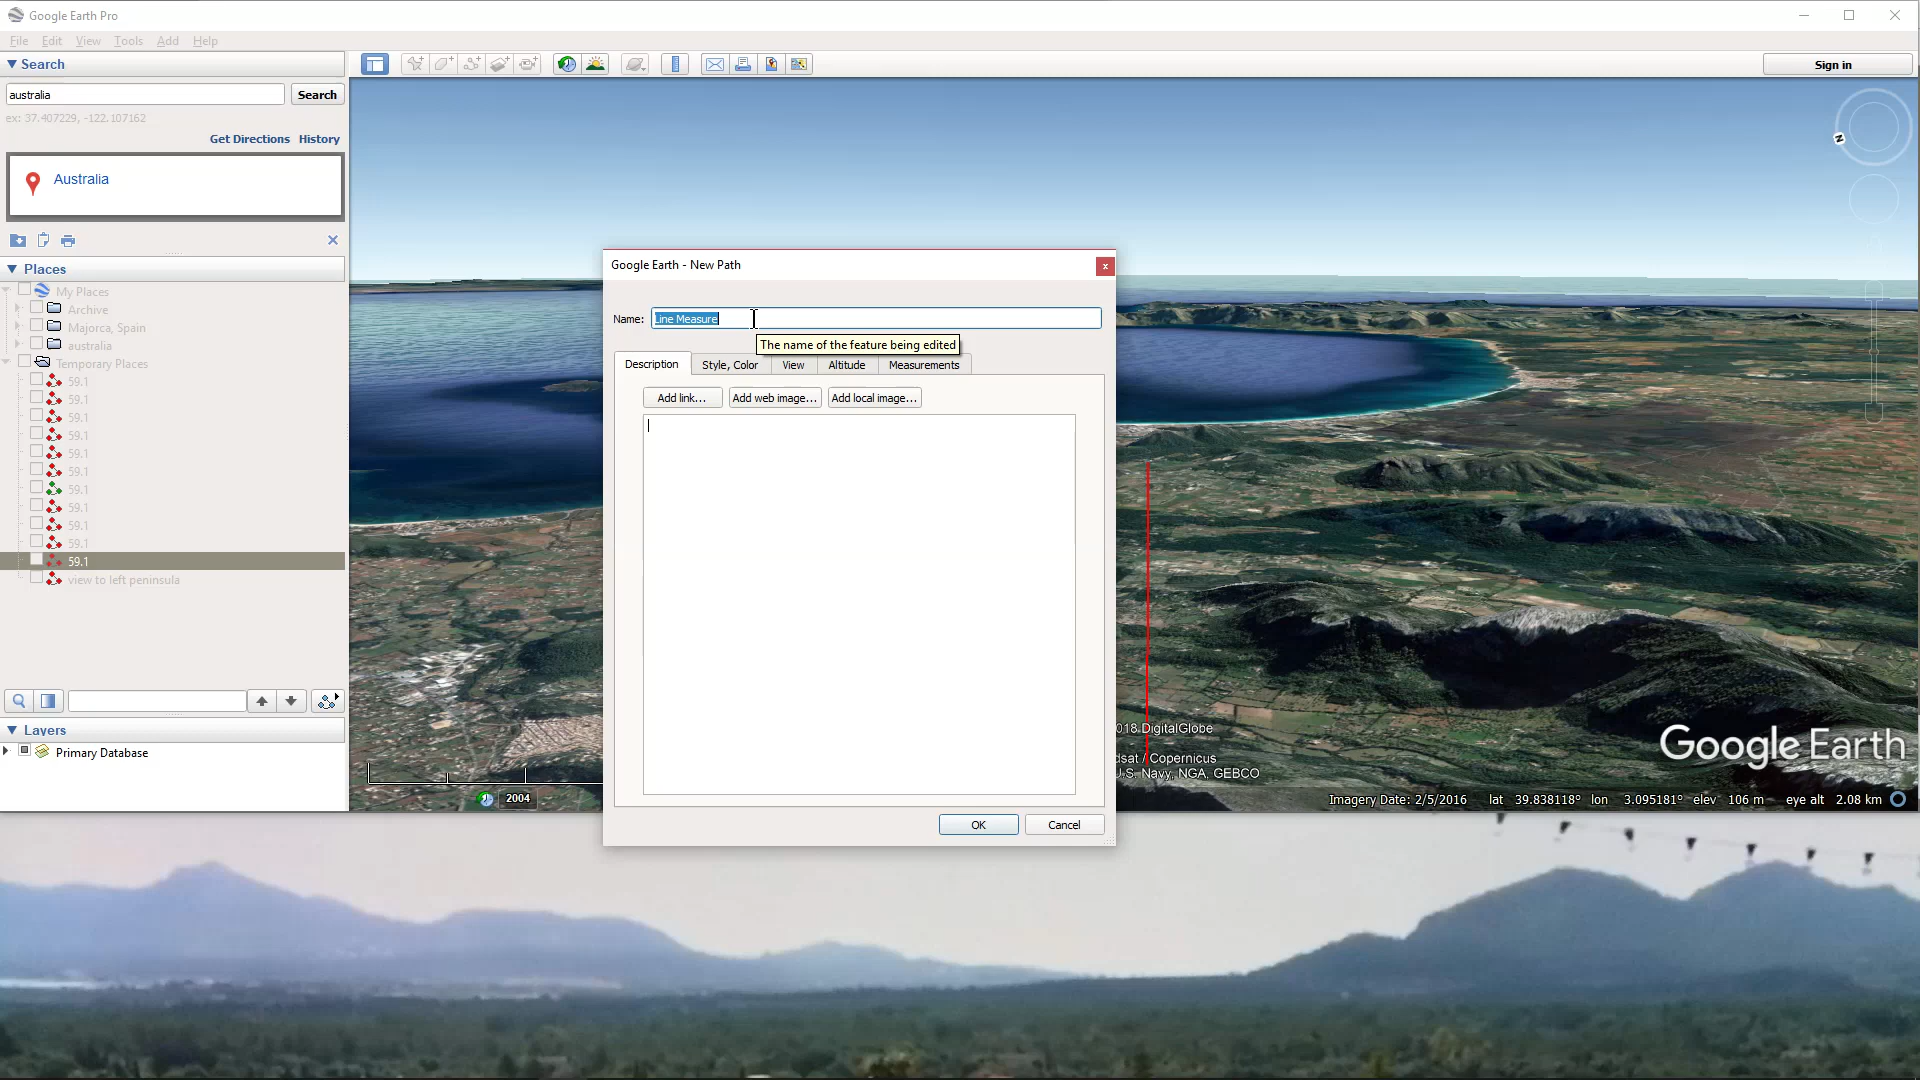 Google Earth Pro
File Edit View Tools Add Help
Search
australia
Search
ex: 37.407229, -122.107162
Get Directions History
Australia
Places
My Places
Archive
Majorca, Spain
australia
Temporary Places
59.1
59.1
59.1
59.1
59.1
59.1
59.1
59.1
59.1
59.1
59.1
view to left peninsula
Layers
Primary Database
Sign in
N
Google Earth - New Path
Name: Line Measure
The name of the feature being edited
Description Style, Color View Altitude Measurements
Add link... Add web image... Add local image...
OK Cancel
2004
018 DigitalGlobe
dsat / Copernicus
U.S. Navy, NGA, GEBCO
Google Earth
Imagery Date: 2/5/2016 lat 39.838118° lon 3.095181° elev 106 m eye alt 2.08 km